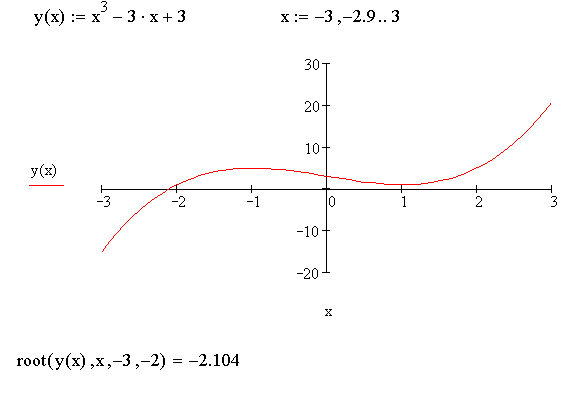 y(x) := x³ − 3 · x + 3
x := −3 , −2.9 .. 3
30
20
10
y(x)
−3 −2 −1 0 1 2 3
−10
−20
x
root(y(x) , x , −3 , −2) = −2.104